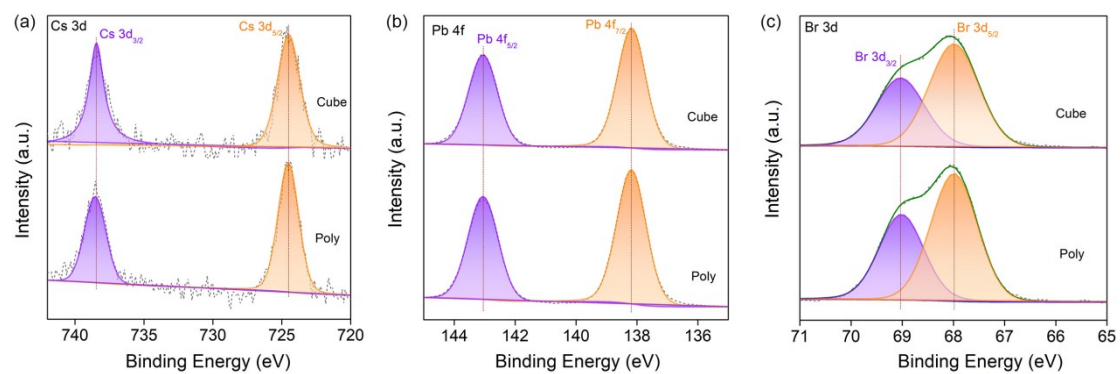 (a) Cs 3d
Cs 3d3/2
Cs 3d5/2
Cube
Poly
Intensity (a.u.)
740 735 730 725 720
Binding Energy (eV)
(b)
Pb 4f
Pb 4f5/2
Pb 4f7/2
Cube
Poly
Intensity (a.u.)
144 142 140 138 136
Binding Energy (eV)
(c) Br 3d
Br 3d5/2
Br 3d3/2
Cube
Poly
Intensity (a.u.)
71 70 69 68 67 66 65
Binding Energy (eV)